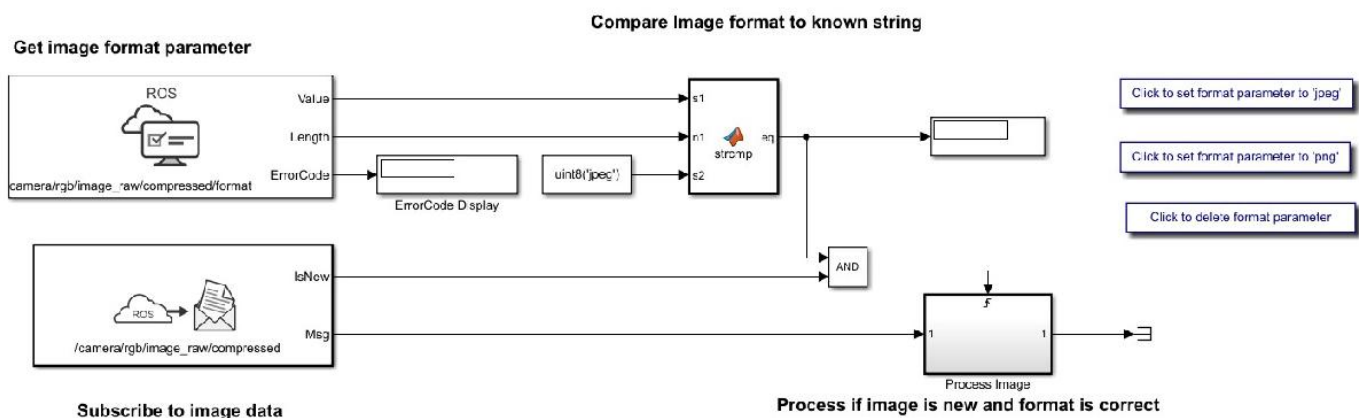 Compare Image format to known string
Get image format parameter
ROS
Value
Length
ErrorCode
camera/rgb/image_raw/compressed/format
ErrorCode Display
uint8('jpeg')
s1
n1
s2
strcmp
eq
Click to set format parameter to 'jpeg'
Click to set format parameter to 'png'
Click to delete format parameter
ROS
IsNew
Msg
/camera/rgb/image_raw/compressed
AND
1
1
Process Image
Subscribe to image data
Process if image is new and format is correct